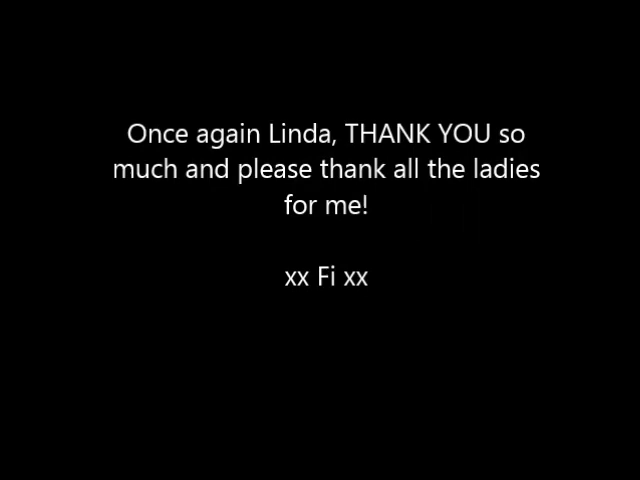 Once again Linda, THANK YOU so
much and please thank all the ladies
for me!
xx Fi xx